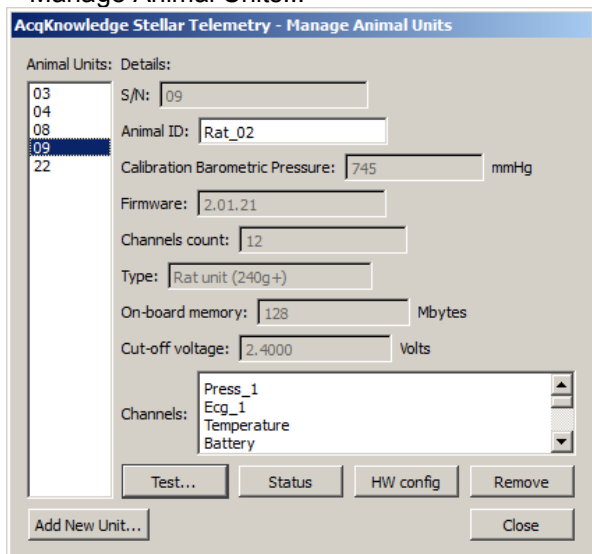 Manage Animal Units...
AcqKnowledge Stellar Telemetry - Manage Animal Units
Animal Units: Details:
03
04
08
09
22
S/N: 09
Animal ID: Rat_02
Calibration Barometric Pressure: 745 mmHg
Firmware: 2.01.21
Channels count: 12
Type: Rat unit (240g+)
On-board memory: 128 Mbytes
Cut-off voltage: 2.4000 Volts
Channels:
Press_1
Ecg_1
Temperature
Battery
Test... Status HW config Remove
Add New Unit... Close